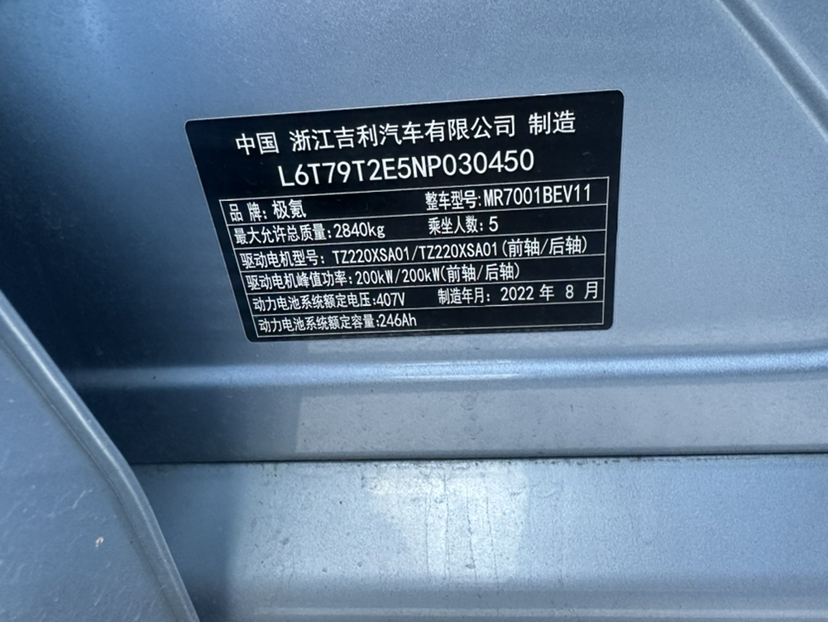 中国 浙江吉利汽车有限公司 制造
L6T79T2E5NP030450
品牌:极氪 整车型号:MR7001BEV11
最大允许总质量:2840kg 乘坐人数:5
驱动电机型号: TZ220XSA01/TZ220XSA01(前轴/后轴)
驱动电机峰值功率:200kW/200kW(前轴/后轴)
动力电池系统额定电压:407V 制造年月: 2022 年 8 月
动力电池系统额定容量:246Ah